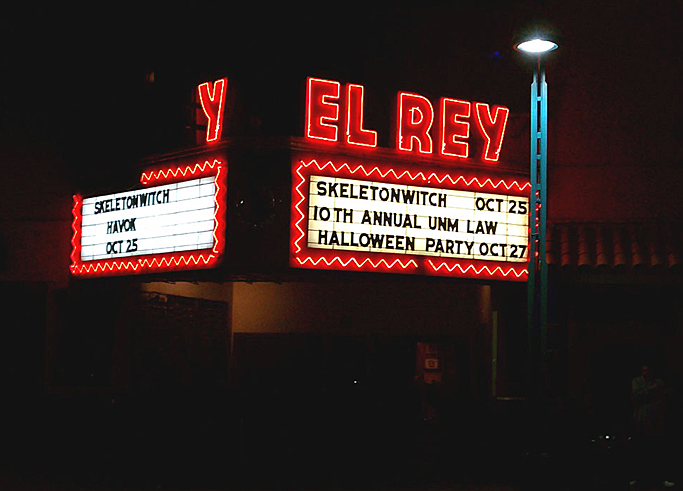 Y
EL REY
SKELETONWITCH
HAVOK
OCT 25
SKELETONWITCH OCT 25
10TH ANNUAL UNM LAW
HALLOWEEN PARTY OCT 27